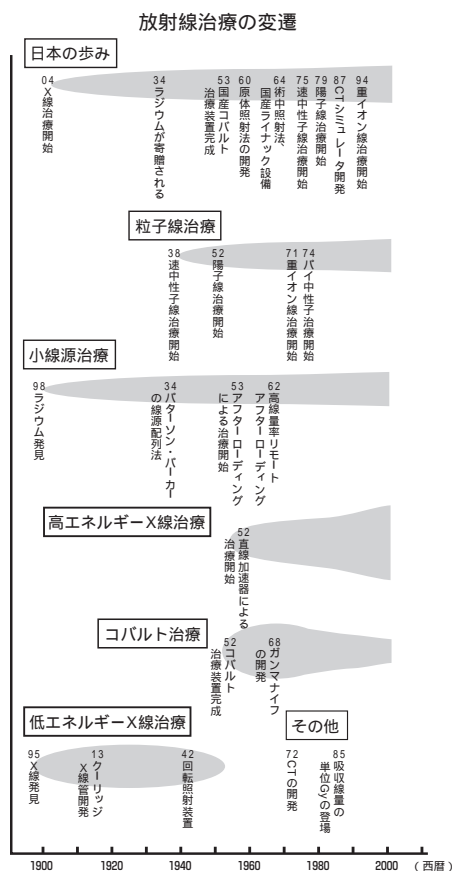 放射線治療の変遷
日本の歩み
04
X線治療開始
34
ラジウムが寄贈される
53
国産コバルト
治療装置完成
60
原体照射法の開発
64
術中照射法、
国産ライナック設備
75
速中性子線治療開始
79
陽子線治療開始
87
CTシミュレータ開発
94
重イオン線治療開始
粒子線治療
38
速中性子線治療開始
52
陽子線治療開始
71
重イオン線治療開始
74
パイ中性子治療開始
小線源治療
98
ラジウム発見
34
パターソン・パーカー
の線源配列法
53
アフターローディング
による治療開始
62
高線量率リモート
アフターローディング
高エネルギーX線治療
52
直線加速器による
治療開始
コバルト治療
52
コバルト
治療装置完成
68
ガンマナイフ
の開発
低エネルギーX線治療
95
X線発見
13
クーリッジ
X線管開発
42
回転照射装置
その他
72
CTの開発
85
吸収線量の
単位Gyの登場
1900 1920 1940 1960 1980 2000 (西暦)